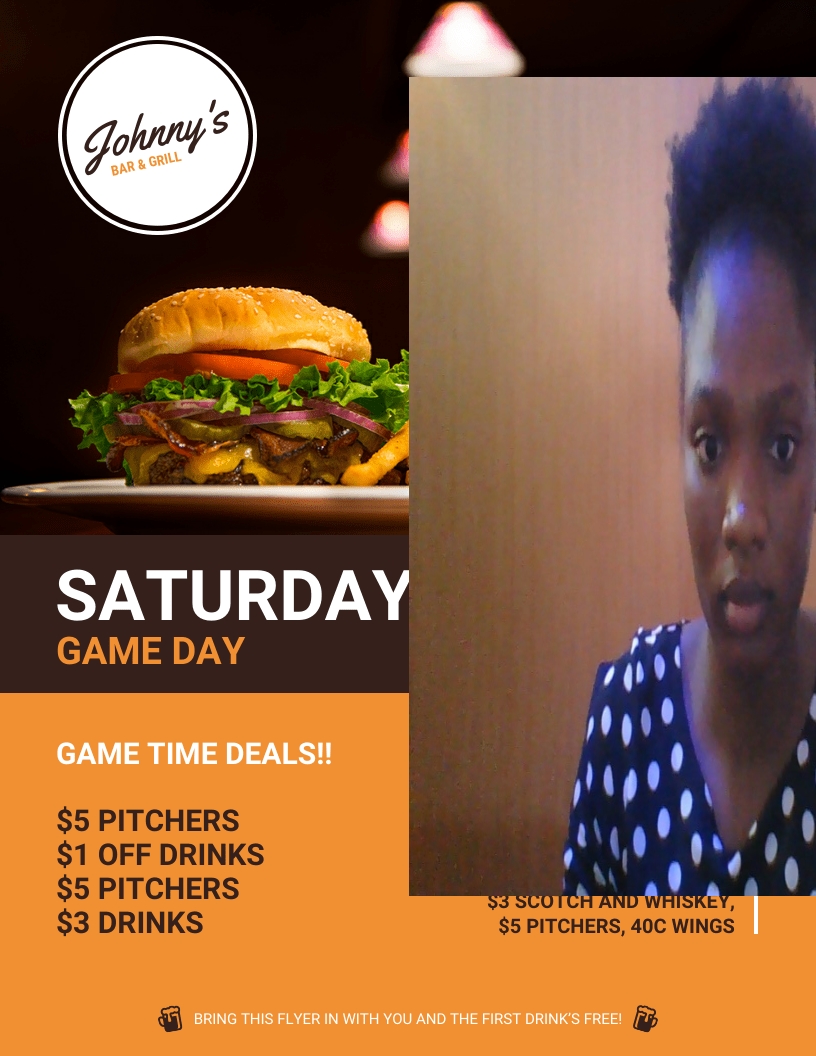 Johnny's
BAR & GRILL
SATURDAY
GAME DAY
GAME TIME DEALS!!
$5 PITCHERS
$1 OFF DRINKS
$5 PITCHERS
$3 DRINKS
$3 SCOTCH AND WHISKEY,
$5 PITCHERS, 40C WINGS
BRING THIS FLYER IN WITH YOU AND THE FIRST DRINK'S FREE!